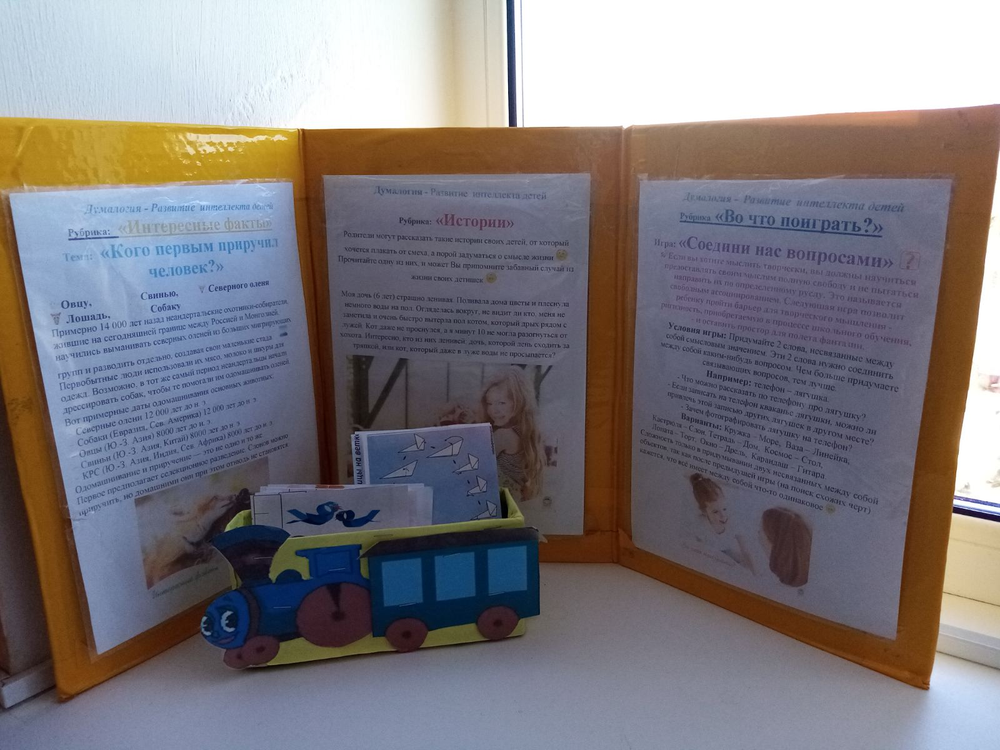 Думалогия - Развитие интеллекта детей
Рубрика: «Интересные факты»
Тема: «Кого первым приручил
человек?»
Овцу, Свинью, Северного оленя
Лошадь, Собаку
Примерно 14 000 лет назад неандертальские охотники-собиратели,
жившие на сегодняшней границе между Россией и Монголией,
научились выманивать северных оленей из больших мигрирующих
групп и разводить отдельно, создавая свои маленькие стада
Первобытные люди использовали их мясо, молоко и шкуры для
одежд. Возможно, в тот же самый период неандертальцы начали
дрессировать собак, чтобы те помогали им одомашнивать оленей.
Вот примерные даты одомашнивания основных животных:
Северные олени 12 000 лет до н. э.
Собаки (Евразия, Сев. Америка) 12 000 лет до н. э.
Овцы (Ю.-З. Азия) 8000 лет до н. э.
Свиньи (Ю.-З. Азия, Китай) 8000 лет до н. э
КРС (Ю.-З. Азия, Индия, Сев. Африка) 8000 лет до н. э
Одомашнивание и приручение — это не одно и то же
Первое предполагает селекционное разведение. Слонов можно
приручить, но домашними они при этом отнюдь не становятся.
Интересные факты
Думалогия - Развитие интеллекта детей
Рубрика: «Истории»
Родители могут рассказать такие истории своих детей, от который
хочется плакать от смеха, а порой задуматься о смысле жизни
Прочитайте одну из них, и может Вы припомните забавный случай из
жизни своих детишек
Моя дочь (6 лет) страшно ленивая. Поливала дома цветы и плеснула
немного воды на пол. Огляделась вокруг, не видит ли кто, меня не
заметила и очень быстро вытерла пол котом, который дрых рядом с
лужей. Кот даже не проснулся, а я минут 10 не могла разогнуться от
хохота. Интересно, кто из них ленивей: дочь, которой лень сходить за
тряпкой, или кот, который даже в луже воды не просыпается?
ицы на ветк
Думалогия - Развитие интеллекта детей
Рубрика «Во что поиграть?»
Игра: «Соедини нас вопросами» ?
Если вы хотите мыслить творчески, вы должны научиться
предоставлять своим мыслям полную свободу и не пытаться
направить их по определенному руслу. Это называется
свободным ассоциированием. Следующая игра позволит
ребенку пройти барьер для творческого мышления -
ригидность, приобретаемую в процессе школьного обучения,
- и оставить простор для полета фантазии.
Условия игры: Придумайте 2 слова, несвязанные между
собой смысловым значением. Эти 2 слова нужно соединить
между собой каким-нибудь вопросом. Чем больше придумаете
связывающих вопросов, тем лучше.
Например: телефон – лягушка.
- Что можно рассказать по телефону про лягушку?
- Если записать на телефон кваканье лягушки, можно ли
привлечь этой записью других лягушек в другом месте?
- Зачем фотографировать лягушку на телефон?
Варианты: Кружка – Море, Ваза – Линейка,
Кастрюля – Слон, Тетрадь – Дом, Космос – Стол,
Лопата – Торт, Окно – Дрель, Карандаш – Гитара.
Сложность только в придумывании двух несвязанных между собой
объектов, так как после предыдущей игры (на поиск схожих черт)
кажется, что всё имеет между собой что-то одинаковое